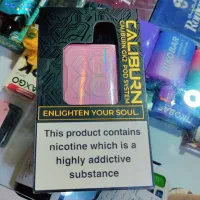 CALIBURN
CALIBURN GK2 POD SYSTEM
ENLIGHTEN YOUR SOUL.
This product contains
nicotine which is a
highly addictive
substance